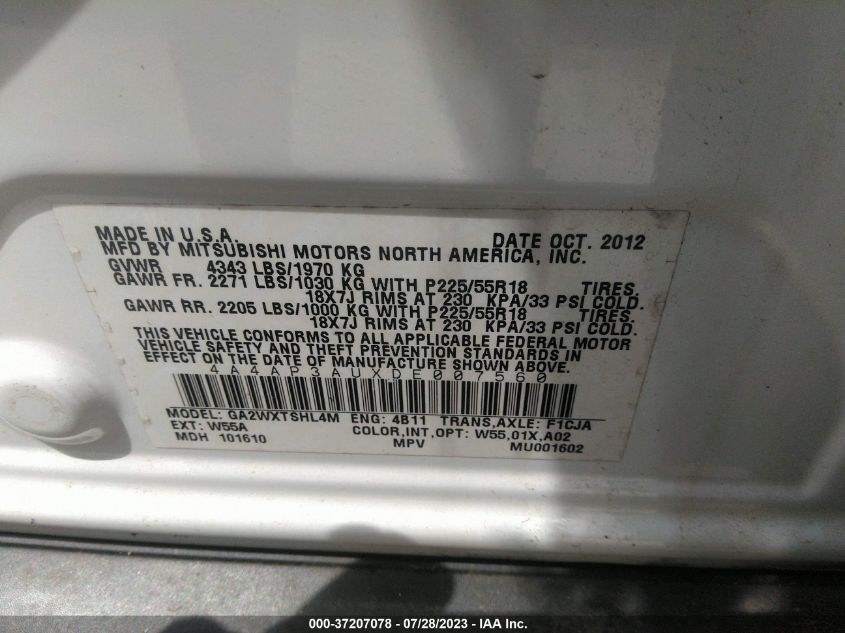 MADE IN U.S.A. DATE OCT. 2012
MFD BY MITSUBISHI MOTORS NORTH AMERICA, INC.
GVWR 4343 LBS/1970 KG
GAWR FR. 2271 LBS/1030 KG WITH P225/55R18 TIRES.
18X7J RIMS AT 230 KPA/33 PSI COLD.
GAWR RR. 2205 LBS/1000 KG WITH P225/55R18 TIRES.
18X7J RIMS AT 230 KPA/33 PSI COLD.
THIS VEHICLE CONFORMS TO ALL APPLICABLE FEDERAL MOTOR
VEHICLE SAFETY AND THEFT PREVENTION STANDARDS IN
EFFECT ON THE DATE OF MANUFACTURE SHOWN ABOVE.
4A4AP3AUXDE007560
MODEL: GA2WXTSHL4M ENG: 4B11 TRANS,AXLE: F1CJA
EXT: W55A COLOR,INT,OPT: W55,01X,A02
MDH 101610 MPV MU001602
000-37207078 - 07/28/2023 - IAA Inc.